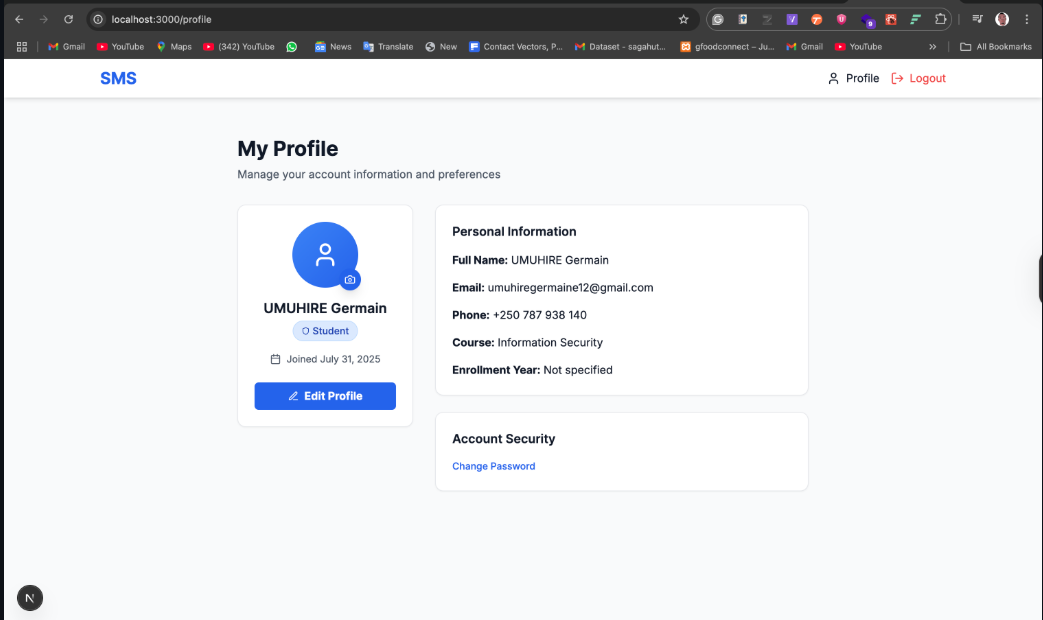 localhost:3000/profile
Gmail YouTube Maps (342) YouTube News Translate New Contact Vectors, P... Dataset - sagahut... gfoodconnect – Ju... Gmail YouTube » All Bookmarks
SMS Profile Logout
My Profile
Manage your account information and preferences
UMUHIRE Germain
Student
Joined July 31, 2025
Edit Profile
Personal Information
Full Name: UMUHIRE Germain
Email: umuhiregermaine12@gmail.com
Phone: +250 787 938 140
Course: Information Security
Enrollment Year: Not specified
Account Security
Change Password
N